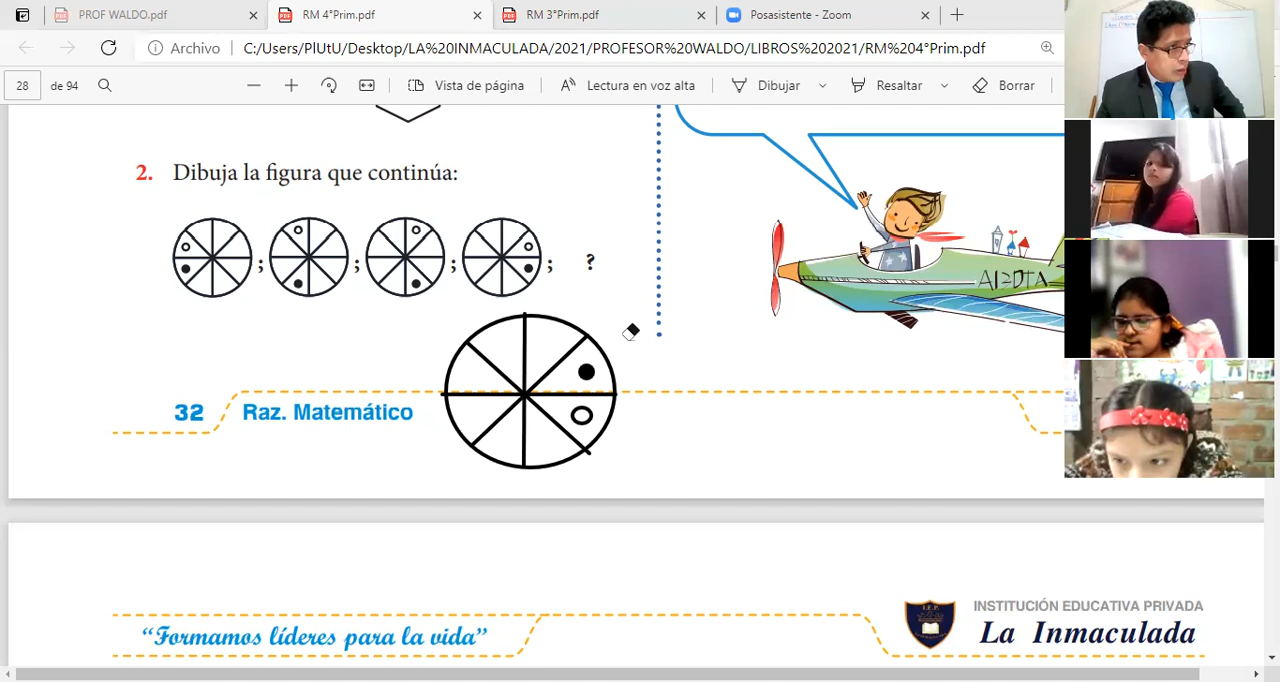 PROF WALDO.pdf
RM 4°Prim.pdf
RM 3°Prim.pdf
Posasistente - Zoom
Archivo
C:/Users/PlUtU/Desktop/LA%20INMACULADA/2021/PROFESOR%20WALDO/LIBROS%202021/RM%204°Prim.pdf
28 de 94
Vista de página
Lectura en voz alta
Dibujar
Resaltar
Borrar
2. Dibuja la figura que continúa:
; ; ; ; ?
32 Raz. Matemático
"Formamos líderes para la vida"
I.E.P.
INSTITUCIÓN EDUCATIVA PRIVADA
La Inmaculada